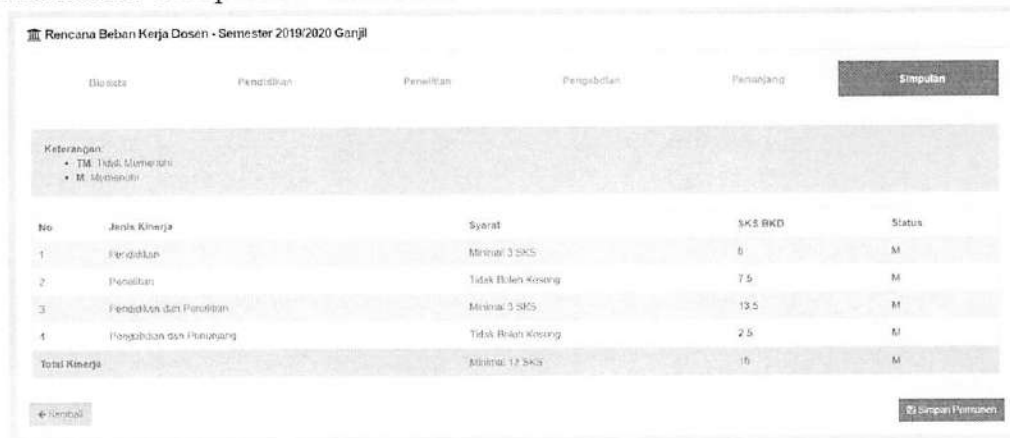 Rencana Beban Kerja Dosen - Semester 2019/2020 Ganjil
Biodata Pendidikan Penelitian Pengabdian Penunjang Simpulan
Keterangan:
TM: Tidak Memenuhi
M: Memenuhi
No Jenis Kinerja Syarat SKS BKD Status
1 Pendidikan Minimal 3 SKS 6 M
2 Penelitian Tidak Boleh Kosong 7.5 M
3 Pendidikan dan Penelitian Minimal SKS 13.5 M
4 Pengabdian dan Penunjang Tidak Boleh Kosong 2.5 M
Total Kinerja Minimal 12 SKS 16 M
Kembali
Simpan Permanen